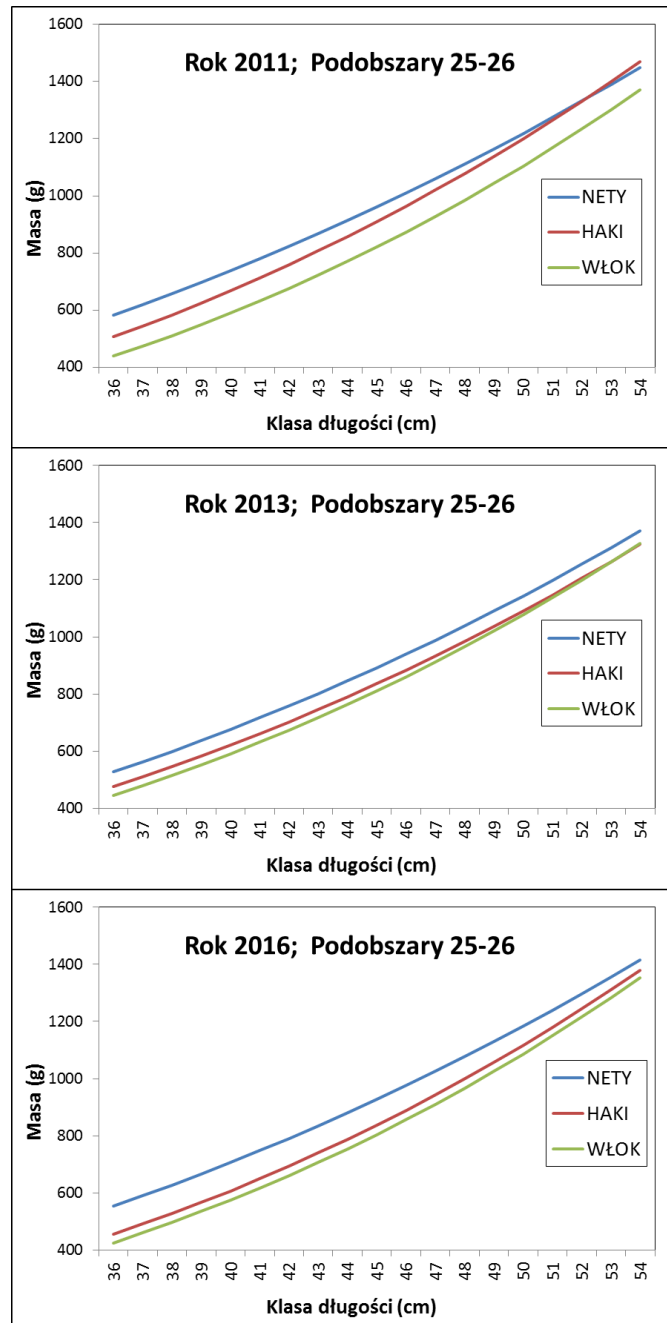 Rok 2011; Podobszary 25-26
Masa (g)
1600
1400
1200
1000
800
600
400
NETY
HAKI
WŁOK
36 37 38 39 40 41 42 43 44 45 46 47 48 49 50 51 52 53 54
Klasa długości (cm)
Rok 2013; Podobszary 25-26
Masa (g)
1600
1400
1200
1000
800
600
400
NETY
HAKI
WŁOK
36 37 38 39 40 41 42 43 44 45 46 47 48 49 50 51 52 53 54
Klasa długości (cm)
Rok 2016; Podobszary 25-26
Masa (g)
1600
1400
1200
1000
800
600
400
NETY
HAKI
WŁOK
36 37 38 39 40 41 42 43 44 45 46 47 48 49 50 51 52 53 54
Klasa długości (cm)